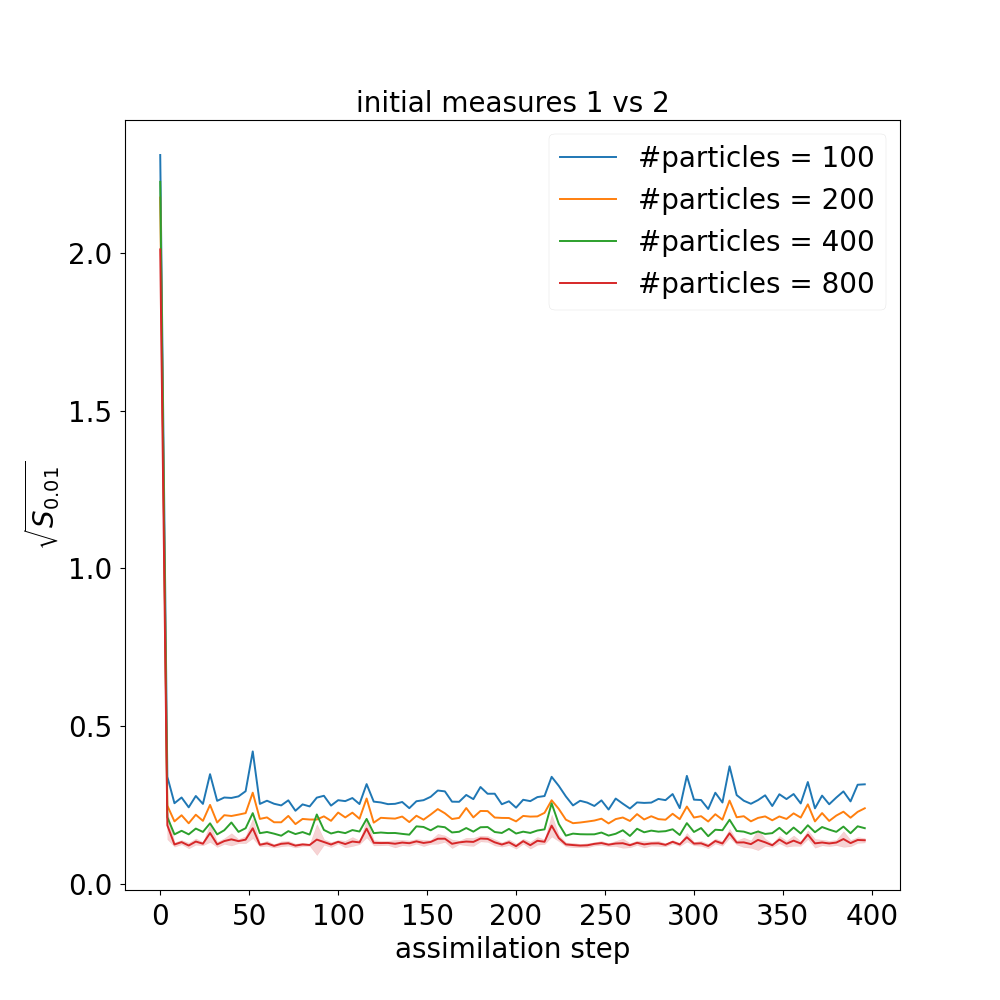 initial measures 1 vs 2
#particles = 100
#particles = 200
#particles = 400
#particles = 800
√S0.01
2.0
1.5
1.0
0.5
0.0
0 50 100 150 200 250 300 350 400
assimilation step